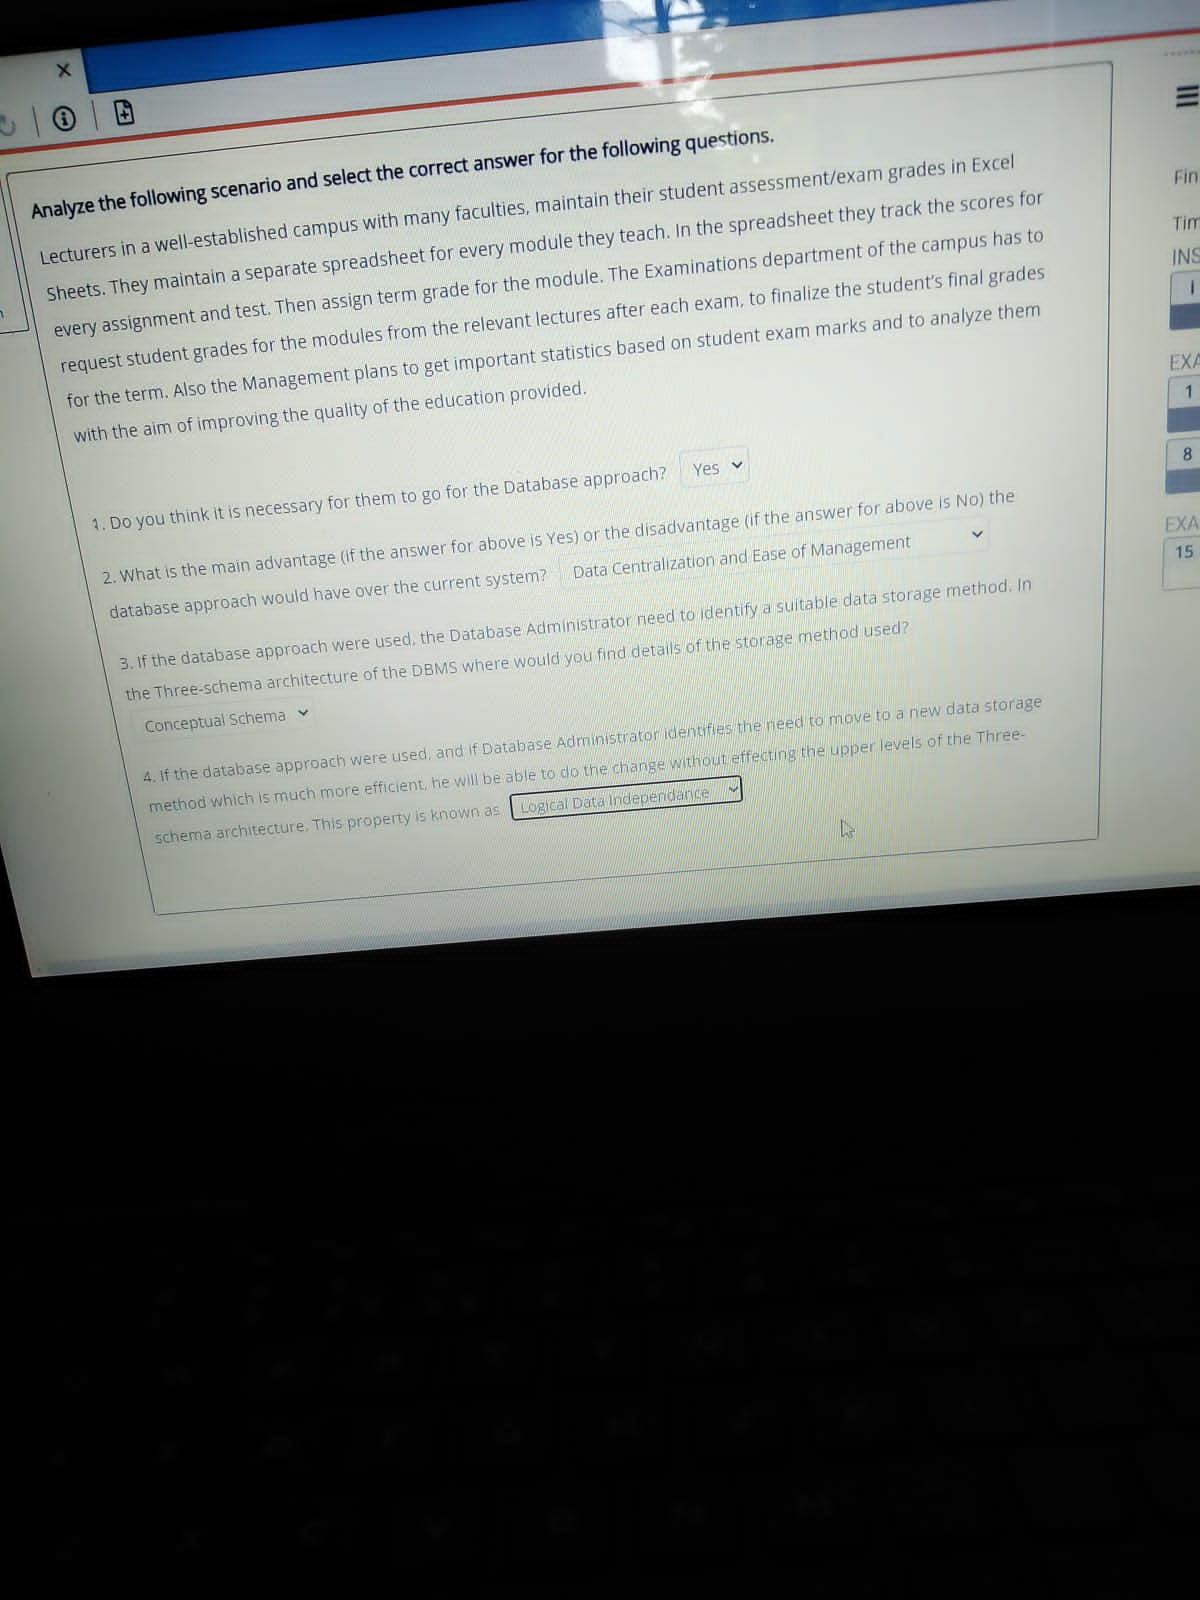 Analyze the following scenario and select the correct answer for the following questions.
Lecturers in a well-established campus with many faculties, maintain their student assessment/exam grades in Excel
Sheets. They maintain a separate spreadsheet for every module they teach. In the spreadsheet they track the scores for
every assignment and test. Then assign term grade for the module. The Examinations department of the campus has to
request student grades for the modules from the relevant lectures after each exam, to finalize the student's final grades
for the term. Also the Management plans to get important statistics based on student exam marks and to analyze them
with the aim of improving the quality of the education provided.
1. Do you think it is necessary for them to go for the Database approach? Yes
2. What is the main advantage (if the answer for above is Yes) or the disadvantage (if the answer for above is No) the
database approach would have over the current system? Data Centralization and Ease of Management
3. If the database approach were used, the Database Administrator need to identify a suitable data storage method. In
the Three-schema architecture of the DBMS where would you find details of the storage method used?
Conceptual Schema
4. If the database approach were used, and if Database Administrator identifies the need to move to a new data storage
method which is much more efficient, he will be able to do the change without effecting the upper levels of the Three-
schema architecture. This property is known as Logical Data Independance
Fin
Tim
INS
I
EXA
1
8
EXA
15